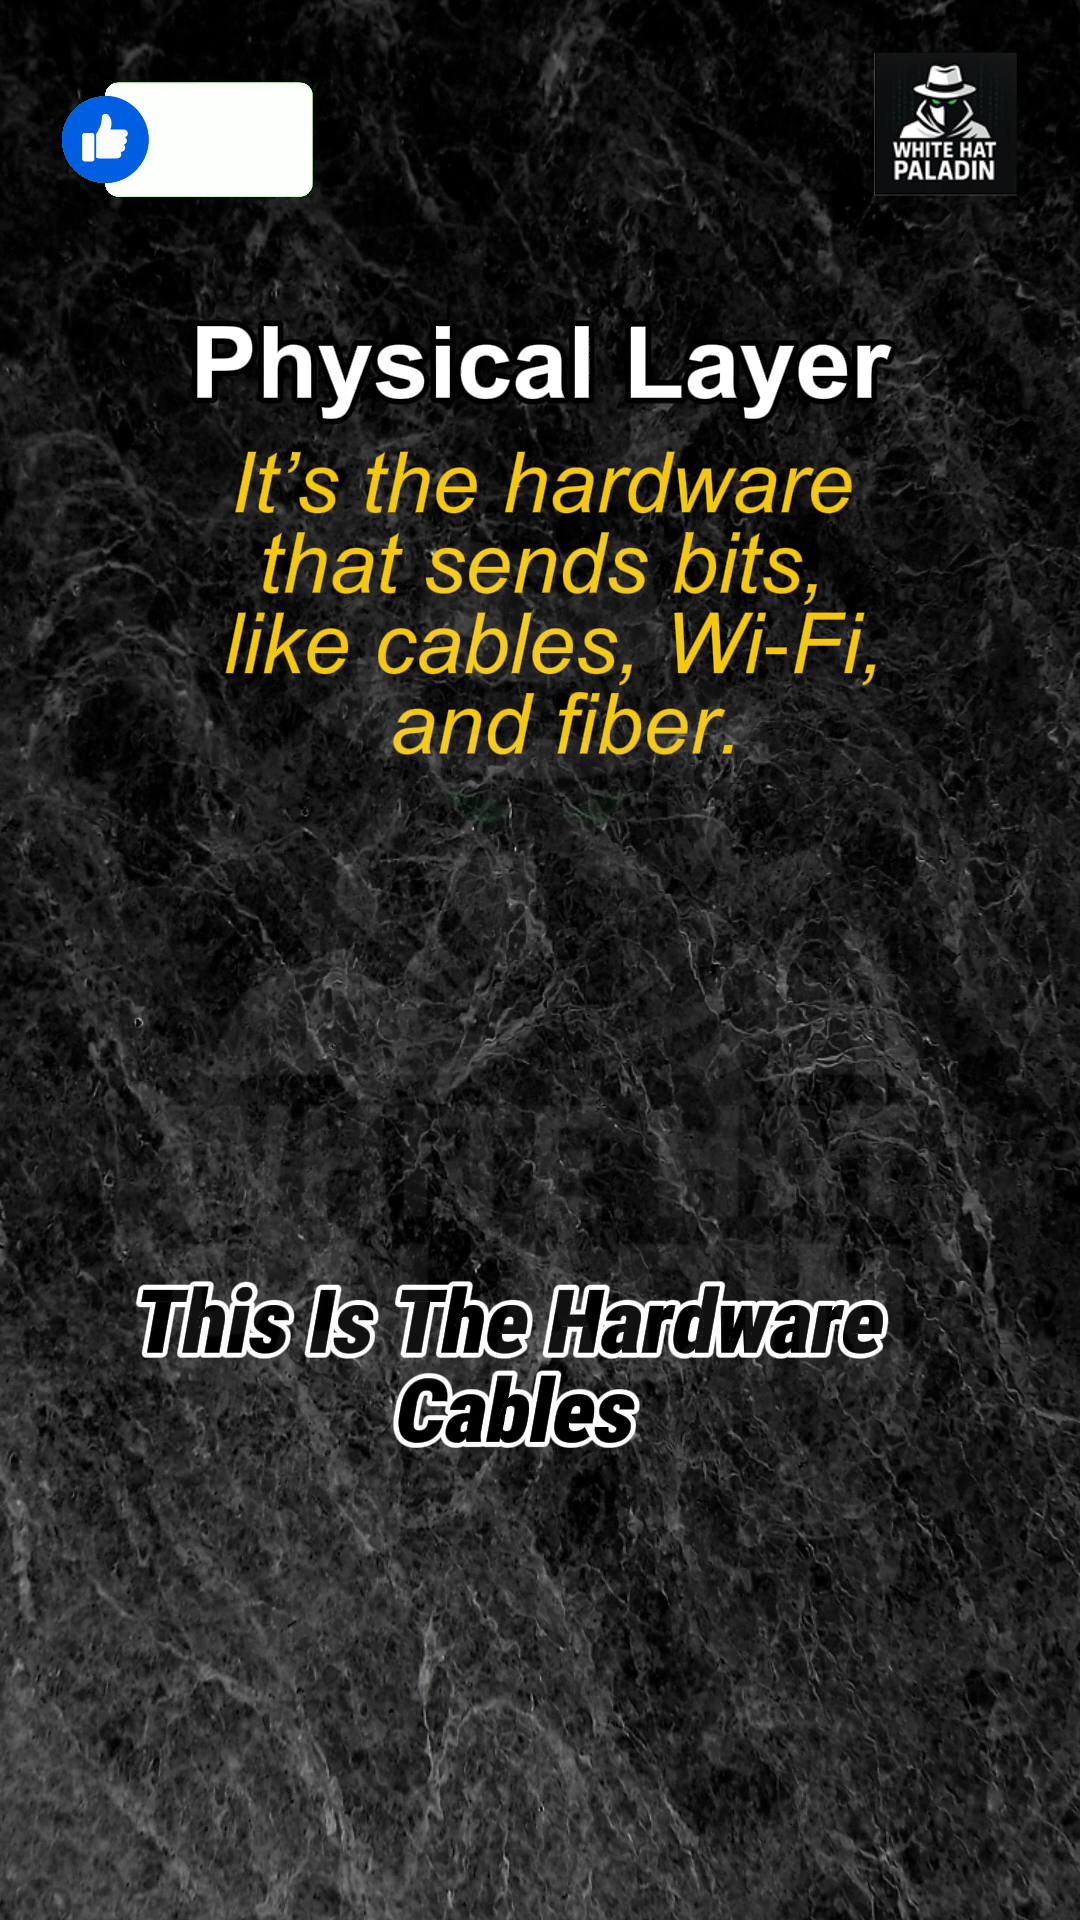 WHITE HAT
PALADIN
Physical Layer
It’s the hardware
that sends bits,
like cables, Wi-Fi,
and fiber.
This Is The Hardware
Cables